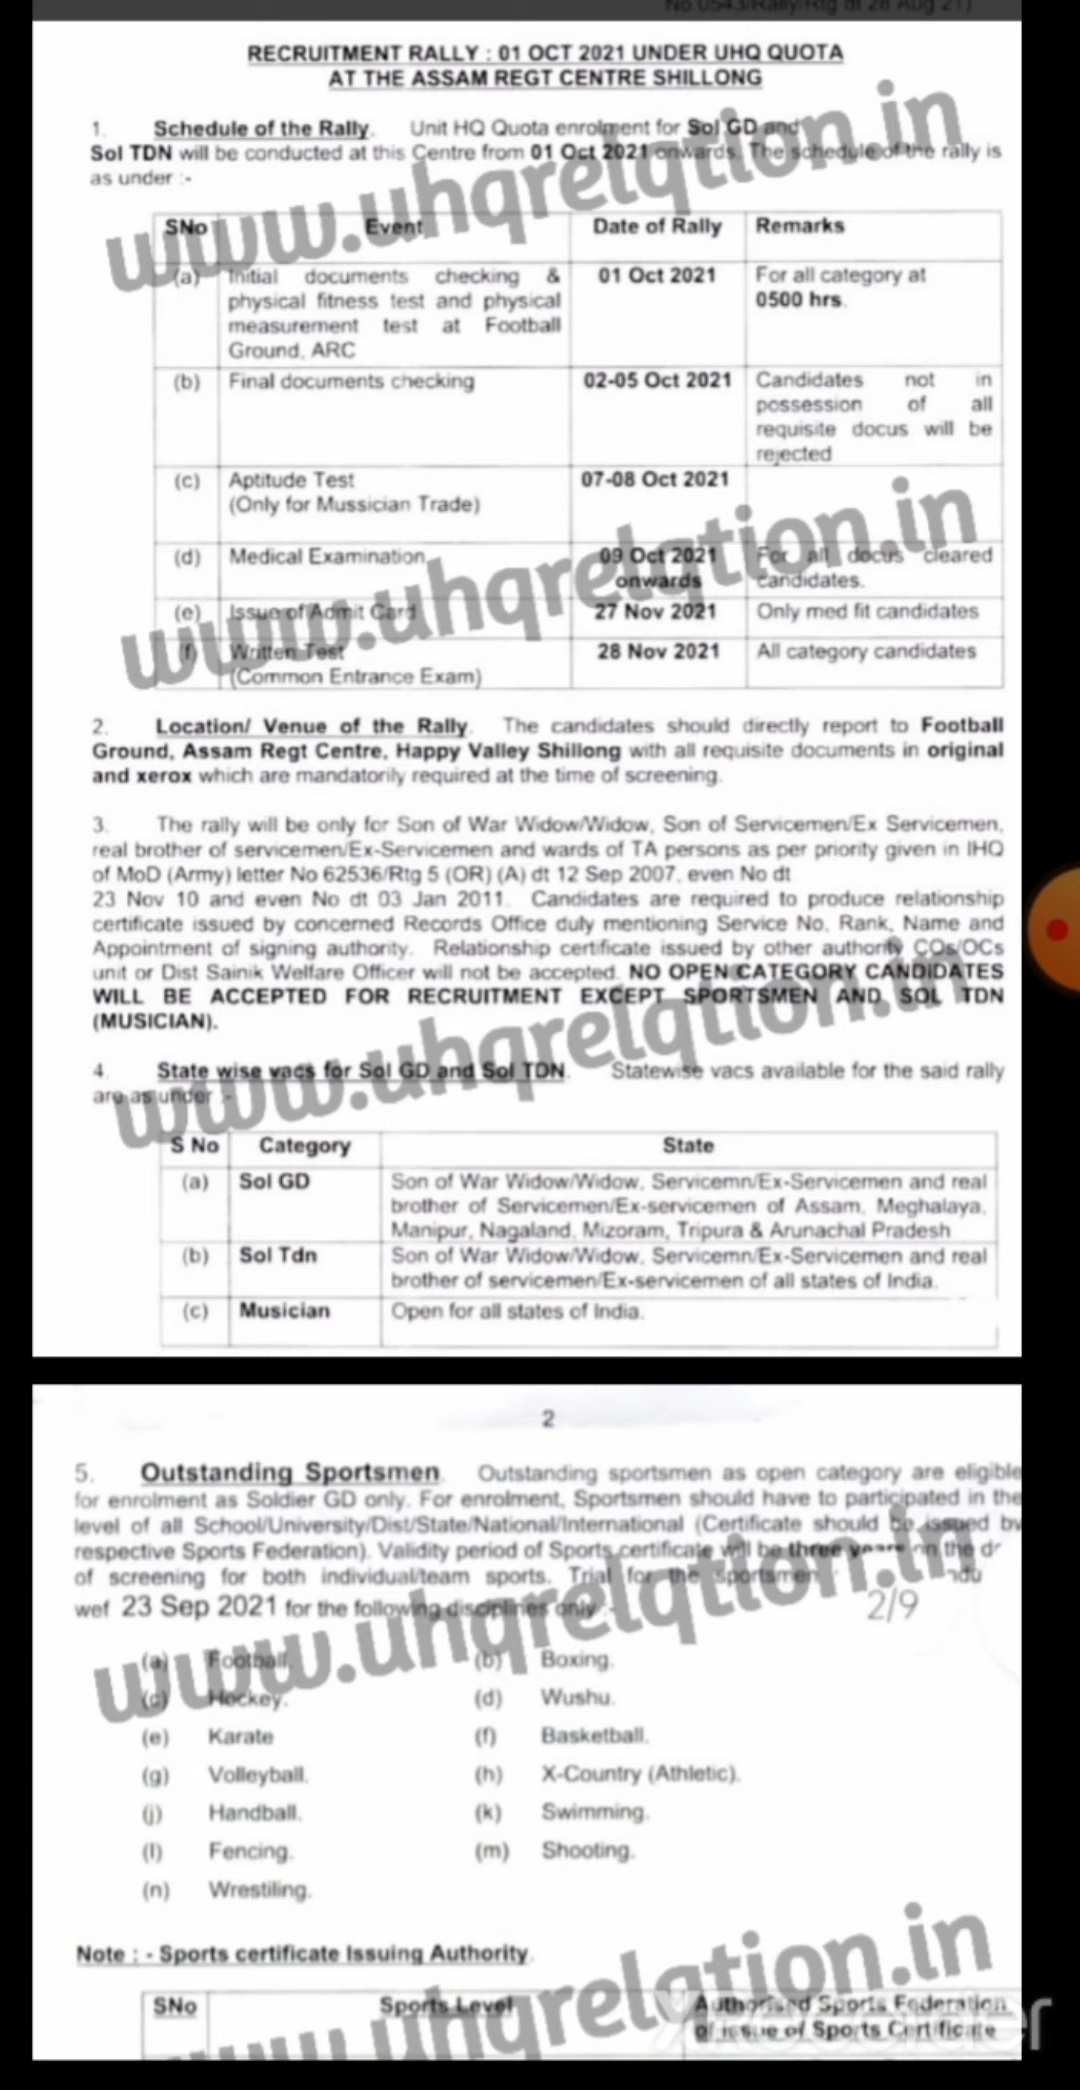 No 0543/Rally/Rtg dt 28 Aug 21)
RECRUITMENT RALLY : 01 OCT 2021 UNDER UHQ QUOTA
AT THE ASSAM REGT CENTRE SHILLONG
1. Schedule of the Rally. Unit HQ Quota enrolment for Sol GD and
Sol TDN will be conducted at this Centre from 01 Oct 2021 onwards. The schedule of the rally is
as under :-
www.uhqrelqtion.in
SNo Event Date of Rally Remarks
(a) Initial documents checking & 01 Oct 2021 For all category at
physical fitness test and physical 0500 hrs.
measurement test at Football
Ground, ARC
(b) Final documents checking 02-05 Oct 2021 Candidates not in
possession of all
requisite docus will be
rejected
(c) Aptitude Test 07-08 Oct 2021
(Only for Mussician Trade)
(d) Medical Examination 09 Oct 2021 For all docus cleared
onwards candidates.
www.uhqrelqtion.in
(e) Issue of Admit Card 27 Nov 2021 Only med fit candidates
(f) Written Test 28 Nov 2021 All category candidates
(Common Entrance Exam)
2. Location/ Venue of the Rally. The candidates should directly report to Football
Ground, Assam Regt Centre, Happy Valley Shillong with all requisite documents in original
and xerox which are mandatorily required at the time of screening.
3. The rally will be only for Son of War Widow/Widow, Son of Servicemen/Ex Servicemen,
real brother of servicemen/Ex-Servicemen and wards of TA persons as per priority given in IHQ
of MoD (Army) letter No 62536/Rtg 5 (OR) (A) dt 12 Sep 2007, even No dt
23 Nov 10 and even No dt 03 Jan 2011. Candidates are required to produce relationship
certificate issued by concerned Records Office duly mentioning Service No, Rank, Name and
Appointment of signing authority. Relationship certificate issued by other authority COs/OCs
unit or Dist Sainik Welfare Officer will not be accepted. NO OPEN CATEGORY CANDIDATES
WILL BE ACCEPTED FOR RECRUITMENT EXCEPT SPORTSMEN AND SOL TDN
(MUSICIAN).
www.uhqrelqtion.in
4. State wise vacs for Sol GD and Sol TDN. Statewise vacs available for the said rally
are as under :-
S No Category State
(a) Sol GD Son of War Widow/Widow, Servicemn/Ex-Servicemen and real
brother of Servicemen/Ex-servicemen of Assam, Meghalaya,
Manipur, Nagaland, Mizoram, Tripura & Arunachal Pradesh
(b) Sol Tdn Son of War Widow/Widow, Servicemn/Ex-Servicemen and real
brother of servicemen/Ex-servicemen of all states of India.
(c) Musician Open for all states of India.
2
5. Outstanding Sportsmen. Outstanding sportsmen as open category are eligible
for enrolment as Soldier GD only. For enrolment, Sportsmen should have to participated in the
level of all School/University/Dist/State/National/International (Certificate should be issued by
respective Sports Federation). Validity period of Sports certificate will be three years on the
of screening for both individual/team sports. Trial for the sportsmen
wef 23 Sep 2021 for the following disciplines only :-
2/9
www.uhqrelqtion.in
(a) Football. (b) Boxing.
(c) Hockey. (d) Wushu.
(e) Karate (f) Basketball.
(g) Volleyball. (h) X-Country (Athletic).
(j) Handball. (k) Swimming.
(l) Fencing. (m) Shooting.
(n) Wrestiling.
Note : - Sports certificate Issuing Authority.
SNo Sports Level Authorised Sports Federation
of issue of Sports Certificate
www.uhqrelqtion.in
XRecorder